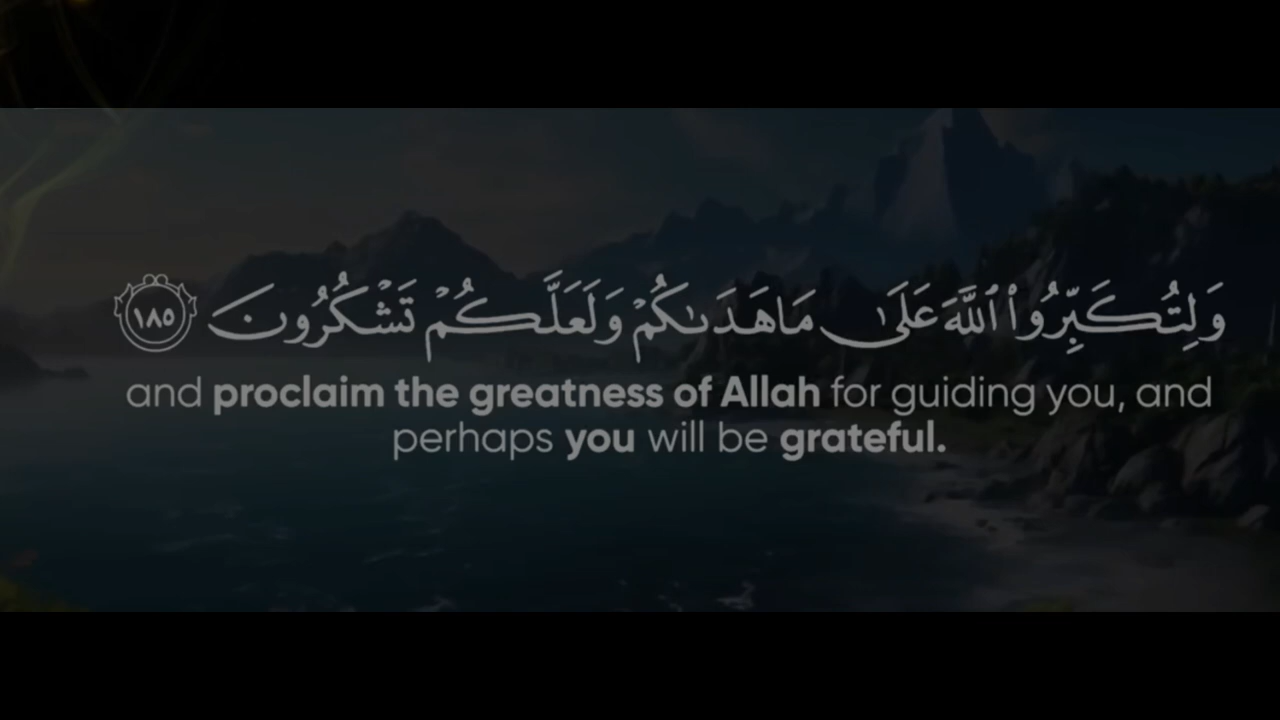 وَلِتُكَبِّرُوا۟ ٱللَّهَ عَلَىٰ مَا هَدَىٰكُمْ وَلَعَلَّكُمْ تَشْكُرُونَ ١٨٥
and proclaim the greatness of Allah for guiding you, and
perhaps you will be grateful.